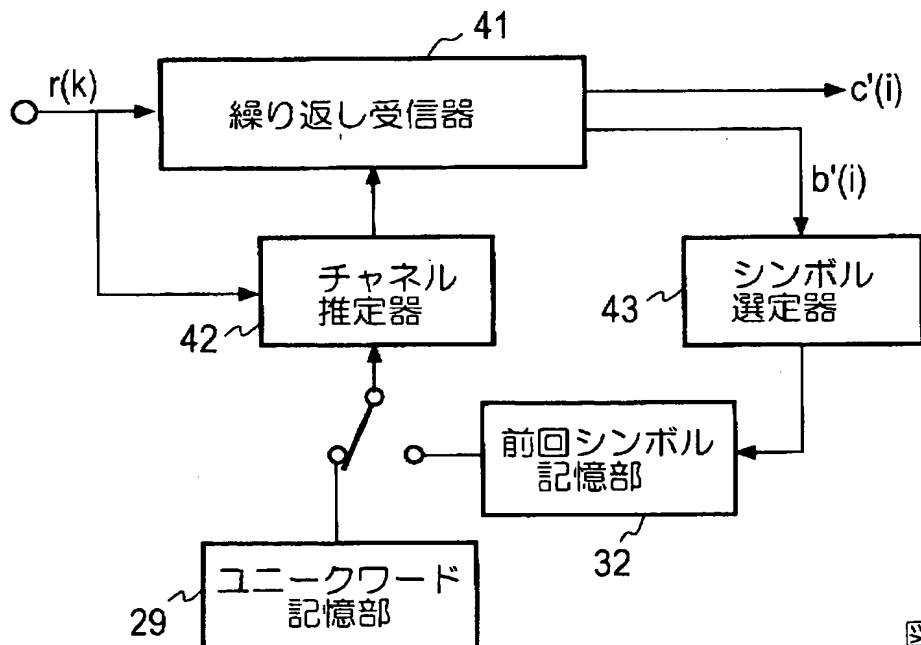 41
r(k)
繰り返し受信器
c'(i)
b'(i)
チャネル
推定器
42
シンボル
選定器
43
前回シンボル
記憶部
32
ユニークワード
記憶部
29
図